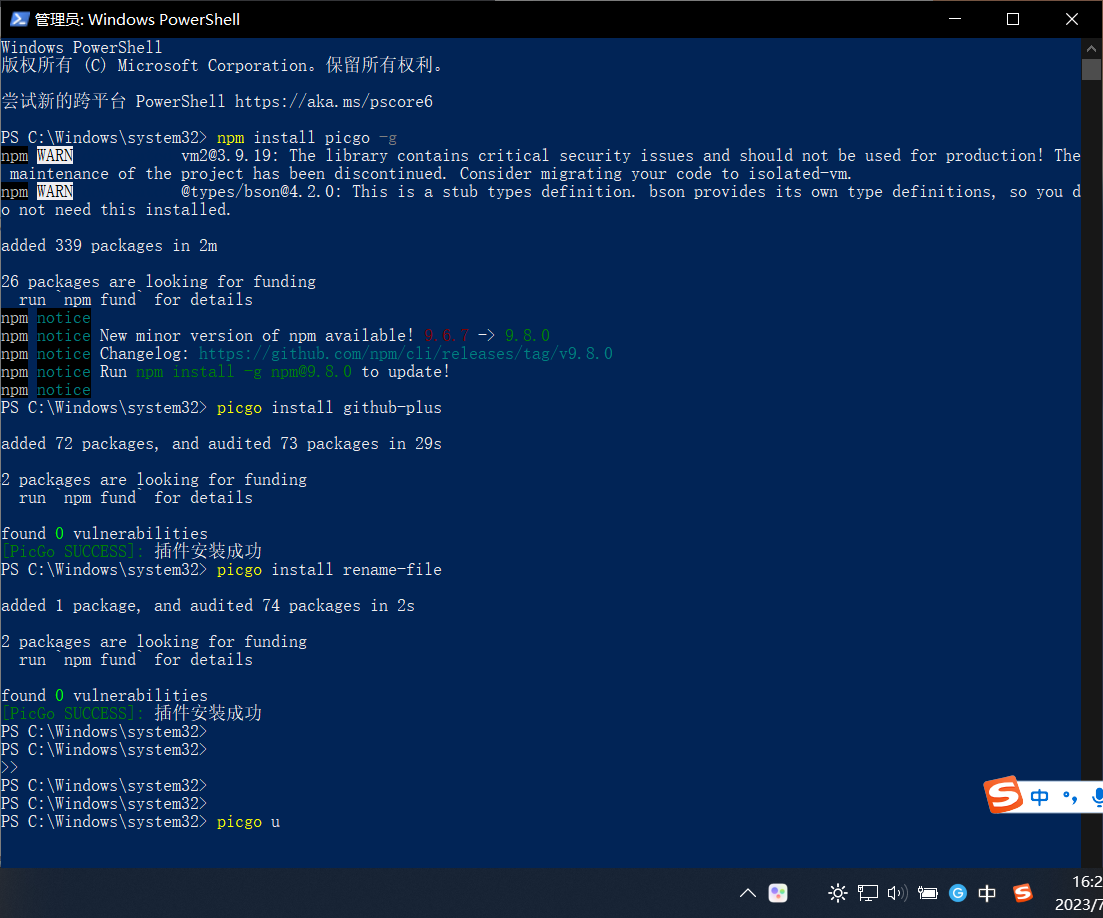 管理员: Windows PowerShell
Windows PowerShell
版权所有 (C) Microsoft Corporation。保留所有权利。
尝试新的跨平台 PowerShell https://aka.ms/pscore6
PS C:\Windows\system32> npm install picgo -g
npm WARN vm2@3.9.19: The library contains critical security issues and should not be used for production! The
maintenance of the project has been discontinued. Consider migrating your code to isolated-vm.
npm WARN @types/bson@4.2.0: This is a stub types definition. bson provides its own type definitions, so you d
o not need this installed.
added 339 packages in 2m
26 packages are looking for funding
run `npm fund` for details
npm notice
npm notice New minor version of npm available! 9.6.7 -> 9.8.0
npm notice Changelog: https://github.com/npm/cli/releases/tag/v9.8.0
npm notice Run npm install -g npm@9.8.0 to update!
npm notice
PS C:\Windows\system32> picgo install github-plus
added 72 packages, and audited 73 packages in 29s
2 packages are looking for funding
run `npm fund` for details
found 0 vulnerabilities
[PicGo SUCCESS]: 插件安装成功
PS C:\Windows\system32> picgo install rename-file
added 1 package, and audited 74 packages in 2s
2 packages are looking for funding
run `npm fund` for details
found 0 vulnerabilities
[PicGo SUCCESS]: 插件安装成功
PS C:\Windows\system32>
PS C:\Windows\system32>
>>
PS C:\Windows\system32>
PS C:\Windows\system32>
PS C:\Windows\system32> picgo u
S 中 °,
G 中 S
16:2
2023/7